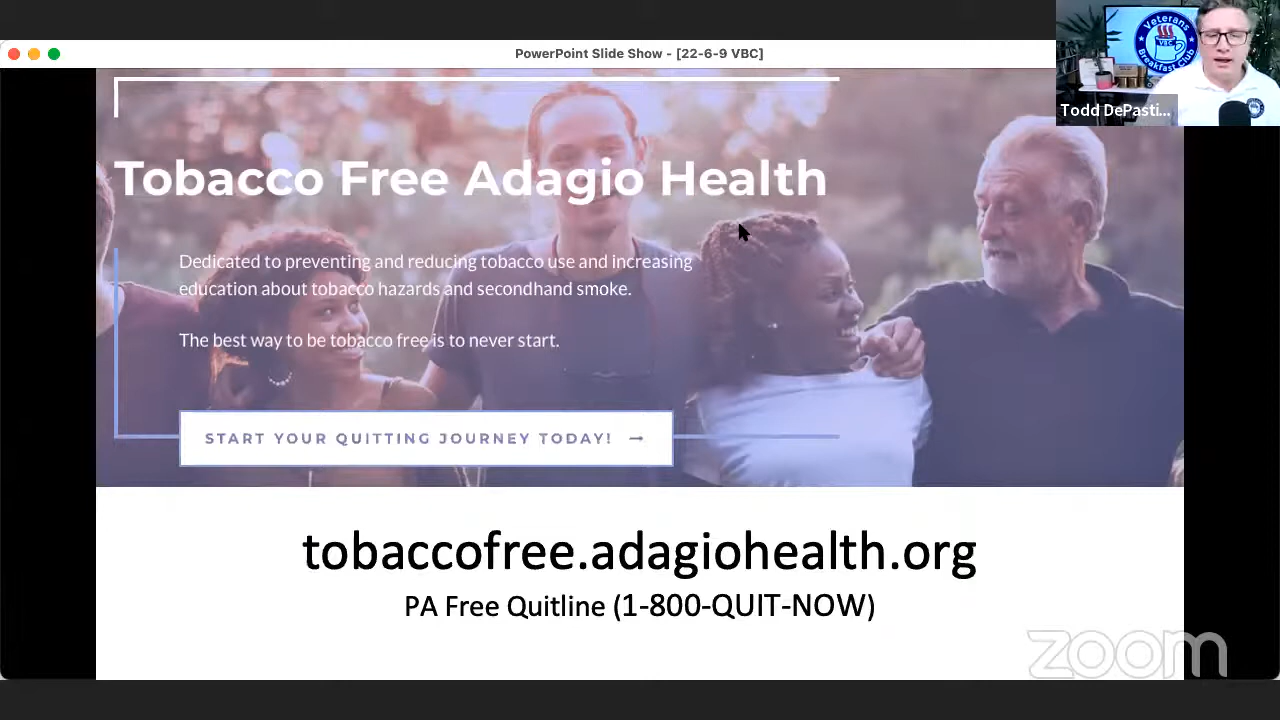 PowerPoint Slide Show - [22-6-9 VBC]
Veterans
VBC
Breakfast Club
Todd DePasti...
Tobacco Free Adagio Health
Dedicated to preventing and reducing tobacco use and increasing
education about tobacco hazards and secondhand smoke.
The best way to be tobacco free is to never start.
START YOUR QUITTING JOURNEY TODAY! →
tobaccofree.adagiohealth.org
PA Free Quitline (1-800-QUIT-NOW)
zoom